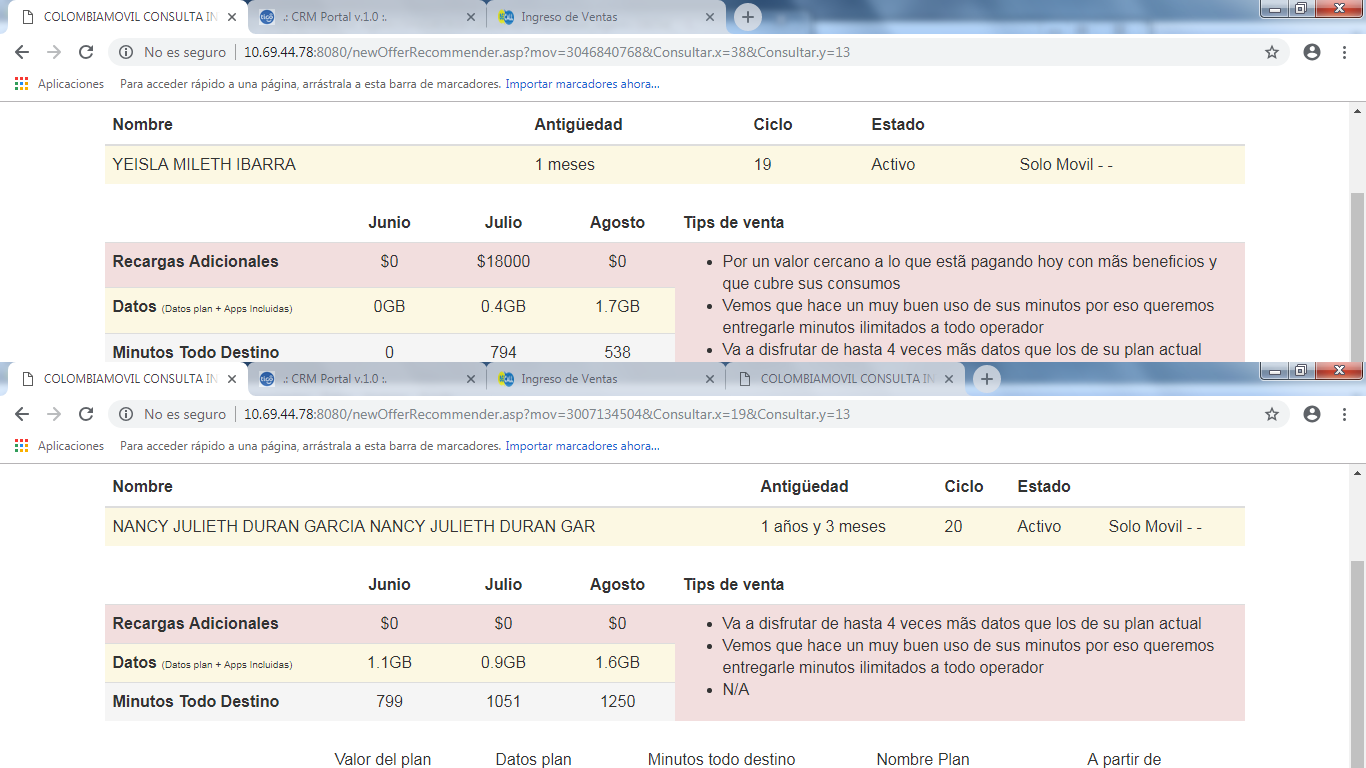 COLOMBIAMOVIL CONSULTA IN
.: CRM Portal v.1.0 :.
Ingreso de Ventas
No es seguro | 10.69.44.78:8080/newOfferRecommender.asp?mov=3046840768&Consultar.x=38&Consultar.y=13
Aplicaciones Para acceder rápido a una página, arrástrala a esta barra de marcadores. Importar marcadores ahora...
Nombre Antigüedad Ciclo Estado
YEISLA MILETH IBARRA 1 meses 19 Activo Solo Movil - -
Junio Julio Agosto Tips de venta
Recargas Adicionales $0 $18000 $0
• Por un valor cercano a lo que estã pagando hoy con mãs beneficios y
que cubre sus consumos
Datos (Datos plan + Apps Incluidas) 0GB 0.4GB 1.7GB
• Vemos que hace un muy buen uso de sus minutos por eso queremos
entregarle minutos ilimitados a todo operador
Minutos Todo Destino 0 794 538
• Va a disfrutar de hasta 4 veces mãs datos que los de su plan actual
COLOMBIAMOVIL CONSULTA IN
tigo .: CRM Portal v.1.0 :.
Ingreso de Ventas
COLOMBIAMOVIL CONSULTA IN
No es seguro | 10.69.44.78:8080/newOfferRecommender.asp?mov=3007134504&Consultar.x=19&Consultar.y=13
Aplicaciones Para acceder rápido a una página, arrástrala a esta barra de marcadores. Importar marcadores ahora...
Nombre Antigüedad Ciclo Estado
NANCY JULIETH DURAN GARCIA NANCY JULIETH DURAN GAR 1 años y 3 meses 20 Activo Solo Movil - -
Junio Julio Agosto Tips de venta
Recargas Adicionales $0 $0 $0
• Va a disfrutar de hasta 4 veces mãs datos que los de su plan actual
Datos (Datos plan + Apps Incluidas) 1.1GB 0.9GB 1.6GB
• Vemos que hace un muy buen uso de sus minutos por eso queremos
entregarle minutos ilimitados a todo operador
Minutos Todo Destino 799 1051 1250
• N/A
Valor del plan Datos plan Minutos todo destino Nombre Plan A partir de